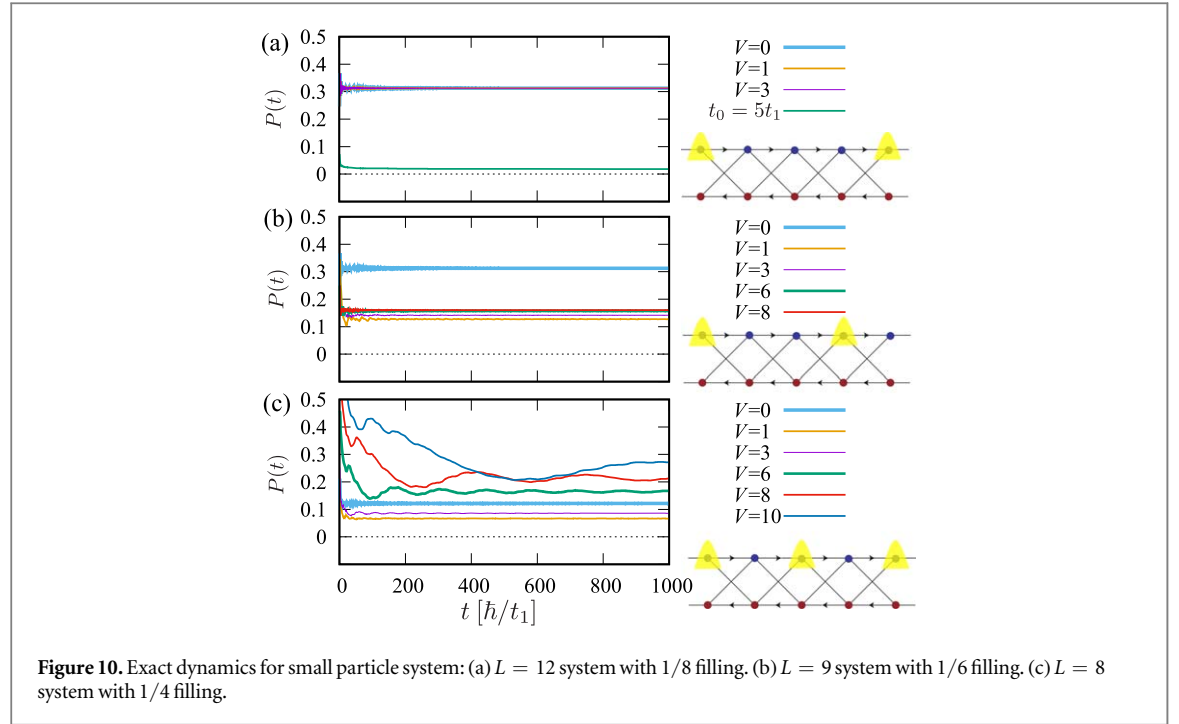 (a)
0.5
0.4
0.3
0.2
0.1
0
P(t)
V=0
V=1
V=3
t₀ = 5t₁
(b)
0.5
0.4
0.3
0.2
0.1
0
P(t)
V=0
V=1
V=3
V=6
V=8
(c)
0.5
0.4
0.3
0.2
0.1
0
P(t)
V=0
V=1
V=3
V=6
V=8
V=10
0 200 400 600 800 1000
t [ℏ/t₁]
Figure 10. Exact dynamics for small particle system: (a) L = 12 system with 1/8 filling. (b) L = 9 system with 1/6 filling. (c) L = 8
system with 1/4 filling.